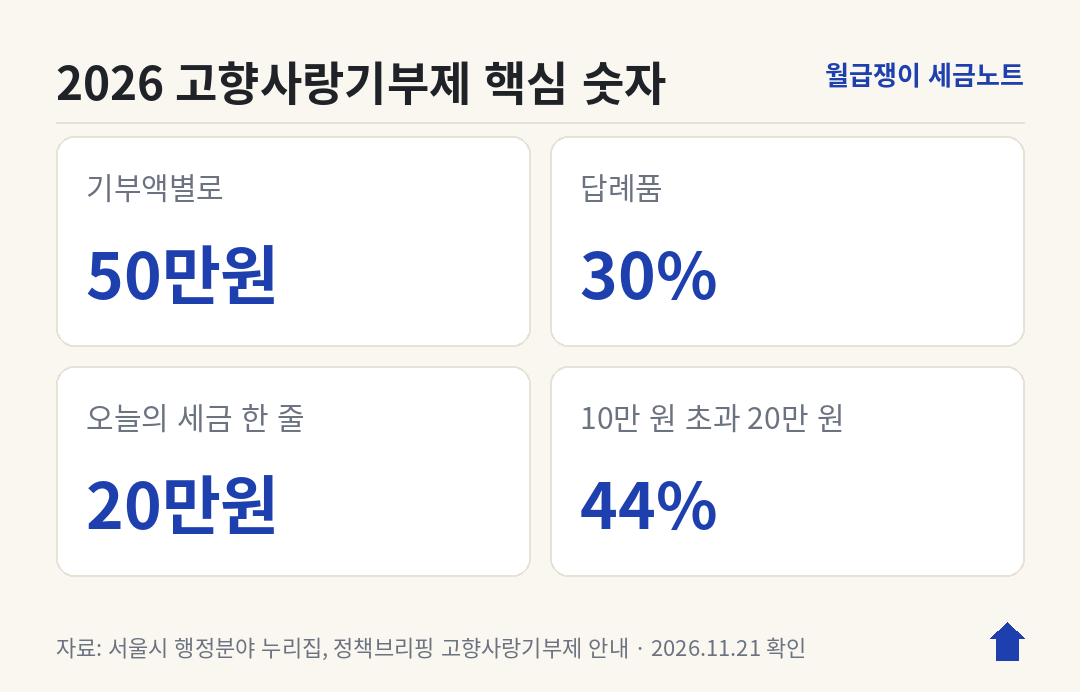 2026 고향사랑기부제 핵심 숫자
월급쟁이 세금노트
기부액별로
50만원
답례품
30%
오늘의 세금 한 줄
20만원
10만 원 초과 20만 원
44%
자료: 서울시 행정분야 누리집, 정책브리핑 고향사랑기부제 안내 · 2026.11.21 확인